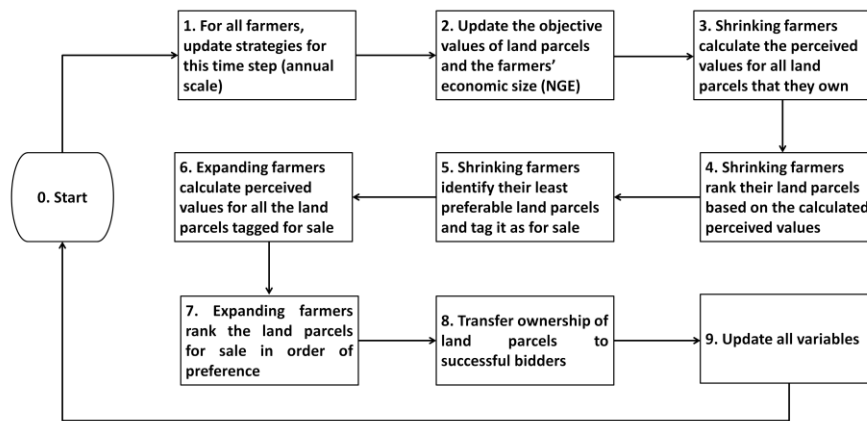 0. Start
1. For all farmers,
update strategies for
this time step (annual
scale)
2. Update the objective
values of land parcels
and the farmers'
economic size (NGE)
3. Shrinking farmers
calculate the perceived
values for all land
parcels that they own
4. Shrinking farmers
rank their land parcels
based on the calculated
perceived values
5. Shrinking farmers
identify their least
preferable land parcels
and tag it as for sale
6. Expanding farmers
calculate perceived
values for all the land
parcels tagged for sale
7. Expanding farmers
rank the land parcels
for sale in order of
preference
8. Transfer ownership of
land parcels to
successful bidders
9. Update all variables